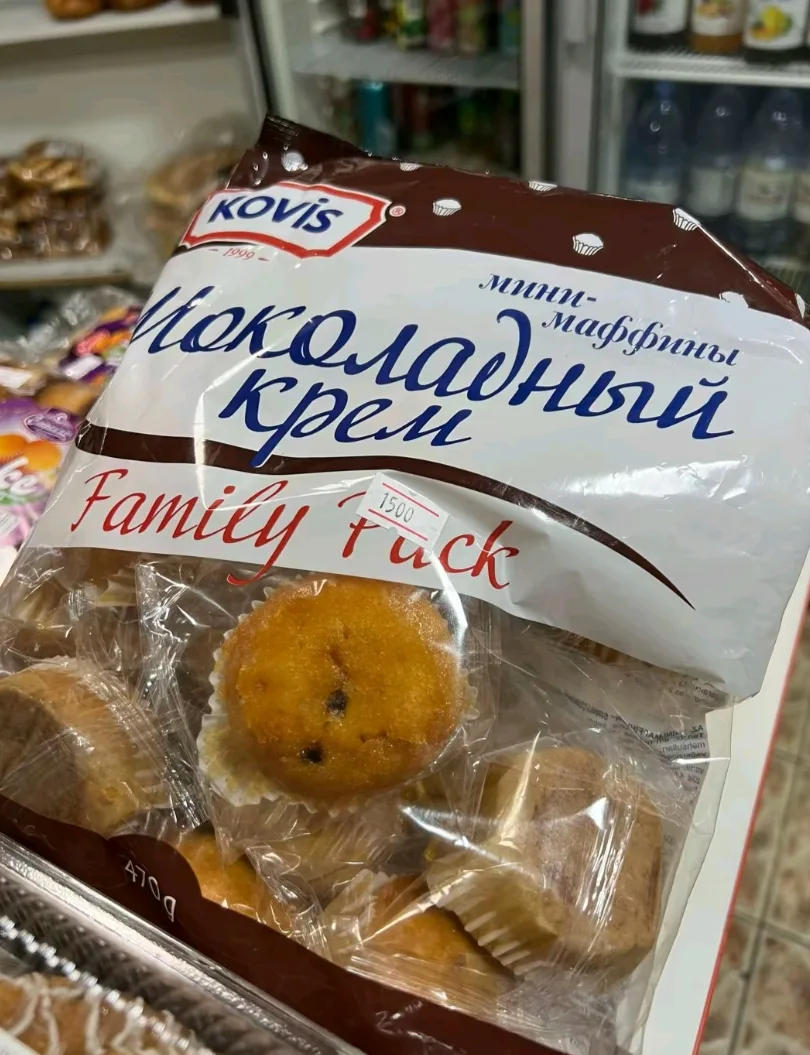 KOVIS
®
– 1999 –
мини-
маффины
Шоколадный
крем
Family Pack
1500
470g